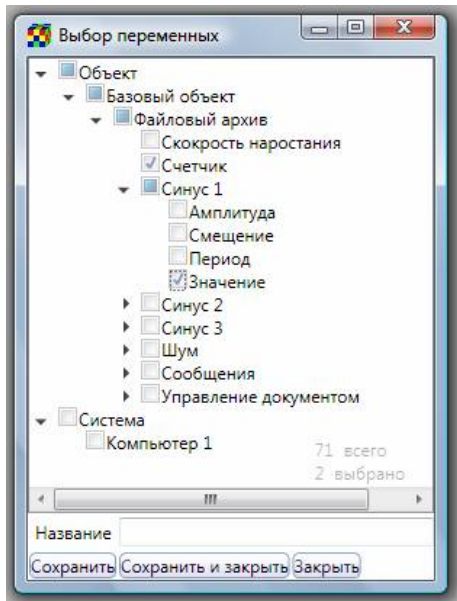 Выбор переменных
Объект
Базовый объект
Файловый архив
Скорость наростания
Счетчик
Синус 1
Амплитуда
Смещение
Период
Значение
Синус 2
Синус 3
Шум
Сообщения
Управление документом
Система
Компьютер 1
71 всего
2 выбрано
Название
Сохранить Сохранить и закрыть Закрыть